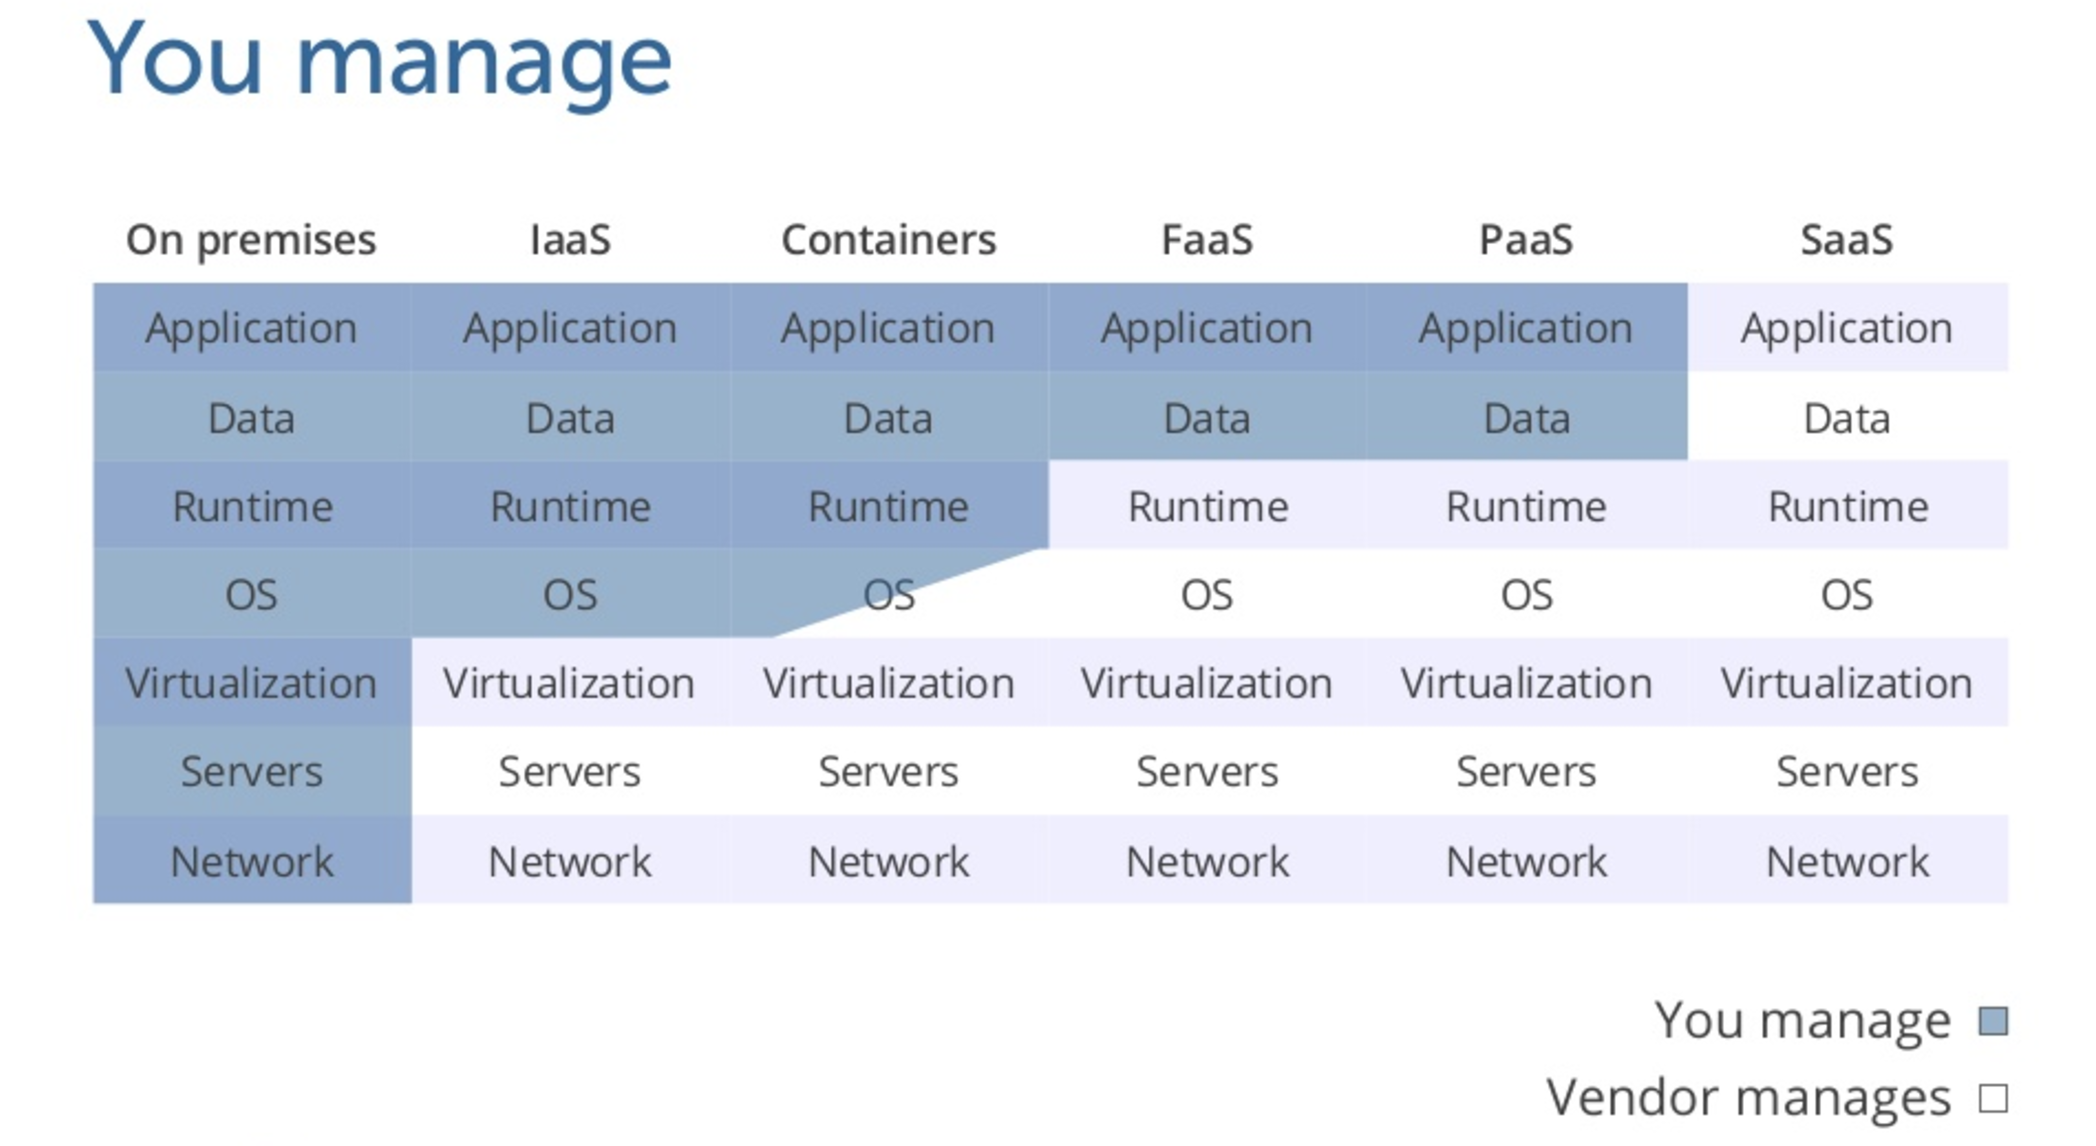 You manage
On premises IaaS Containers FaaS PaaS SaaS
Application Application Application Application Application Application
Data Data Data Data Data Data
Runtime Runtime Runtime Runtime Runtime Runtime
OS OS OS OS OS OS
Virtualization Virtualization Virtualization Virtualization Virtualization Virtualization
Servers Servers Servers Servers Servers Servers
Network Network Network Network Network Network
You manage
Vendor manages